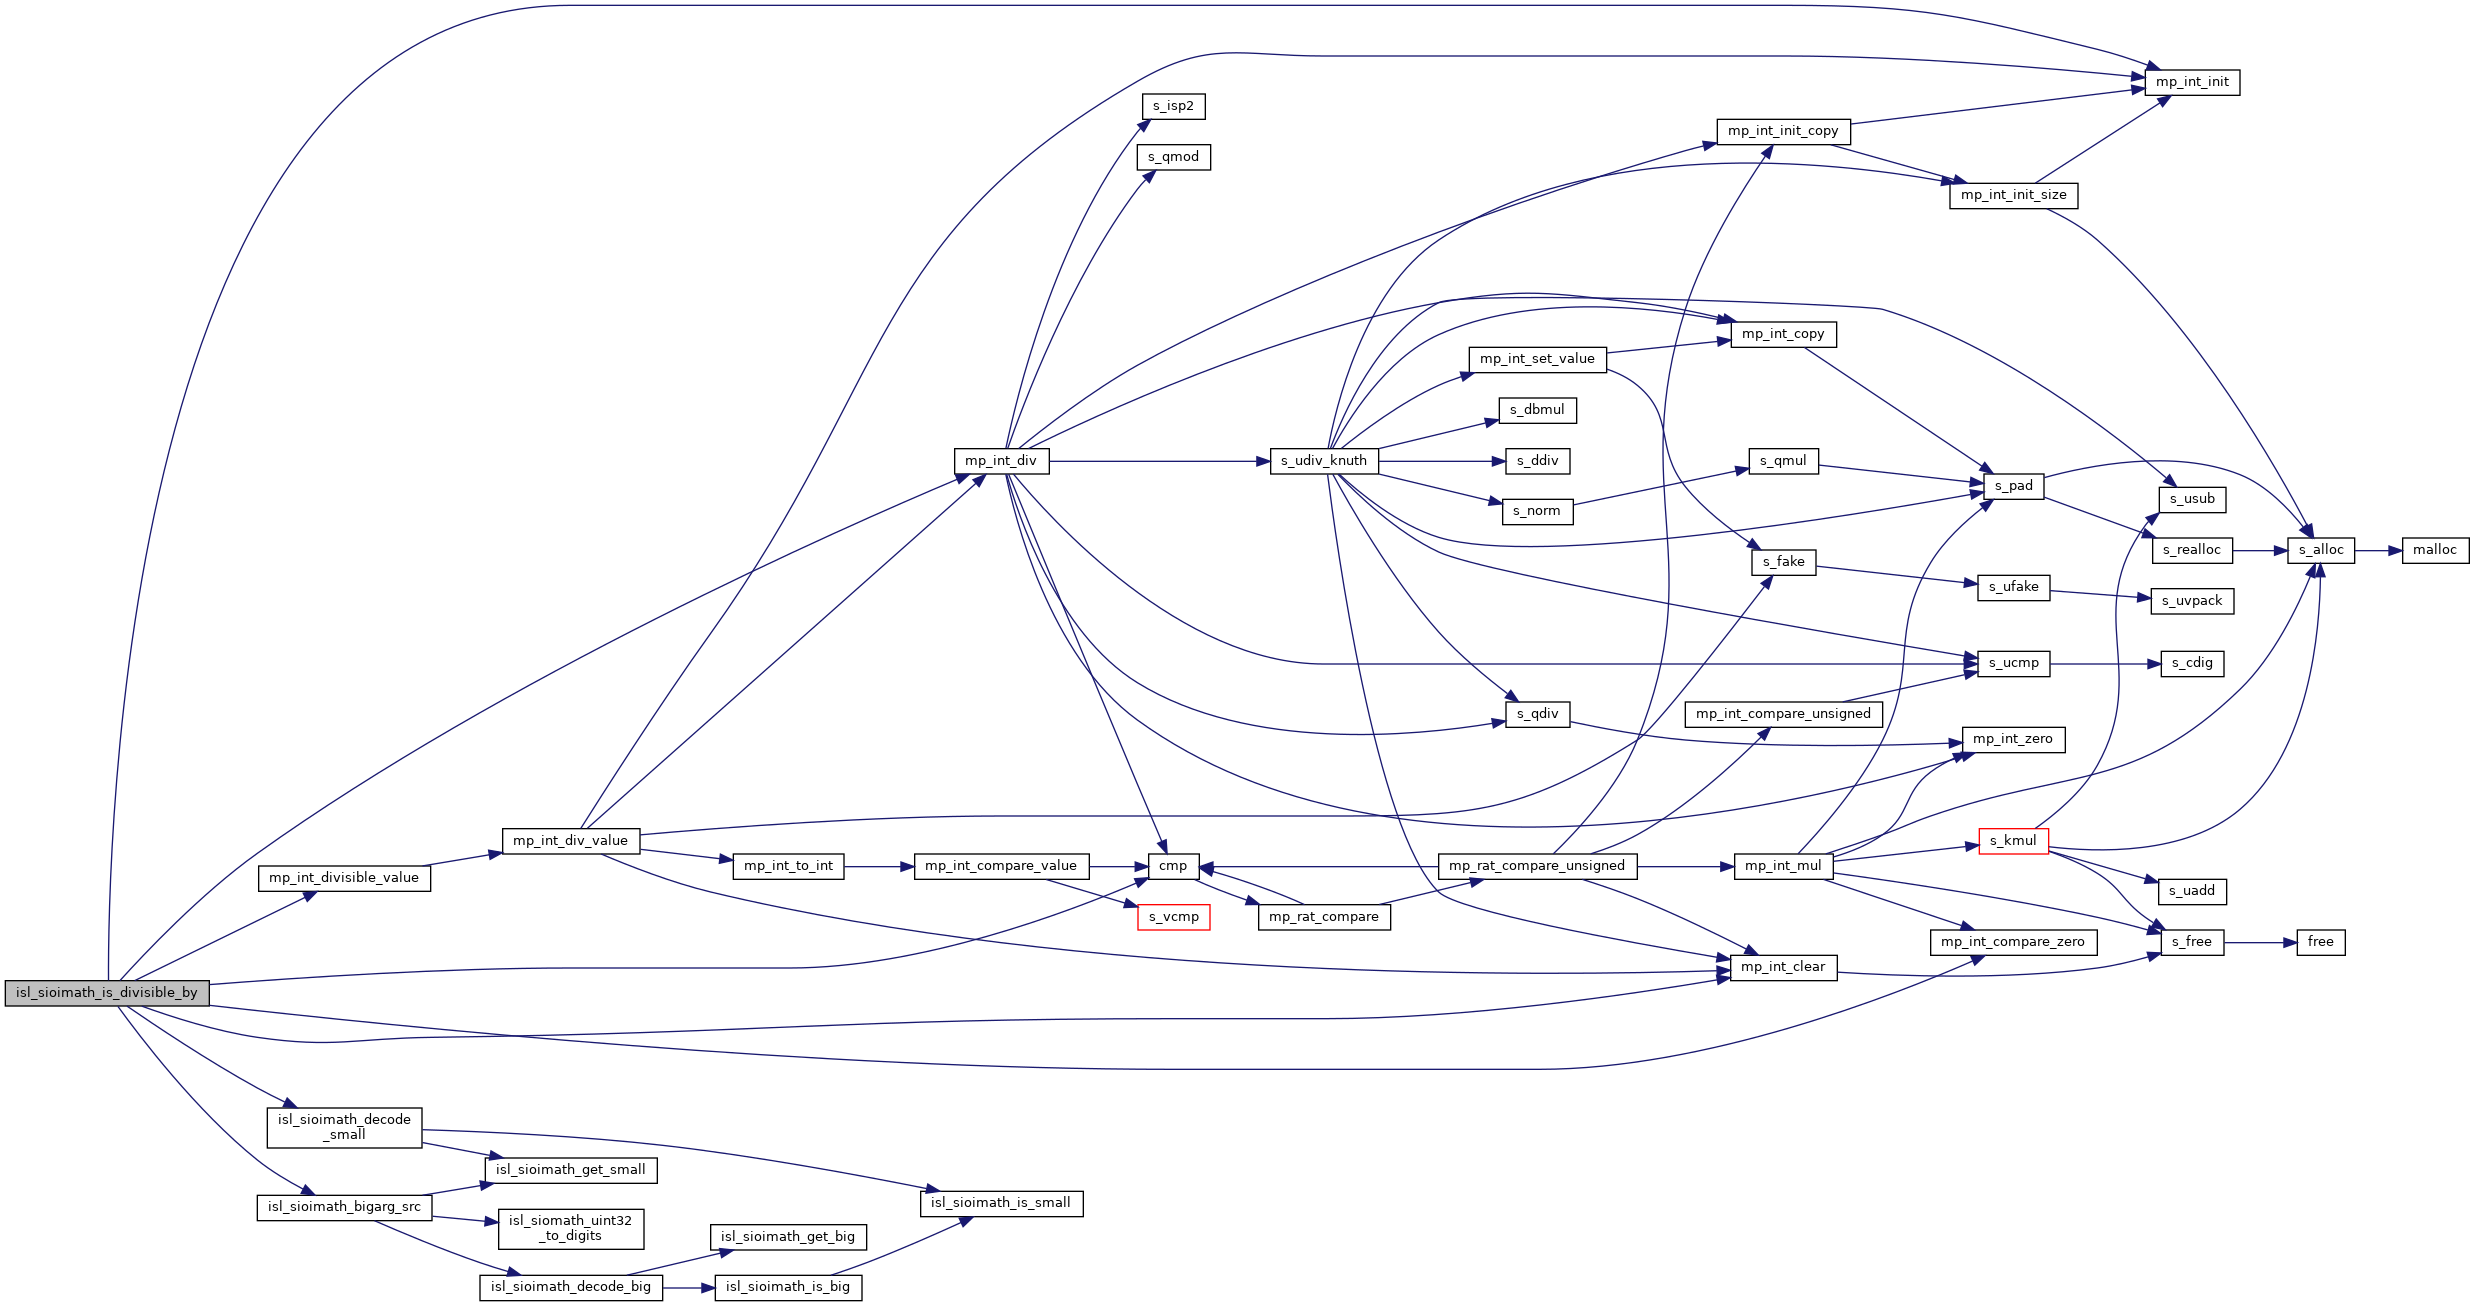 mp_int_init
s_isp2
mp_int_init_copy
s_qmod
mp_int_init_size
mp_int_copy
mp_int_set_value
s_dbmul
mp_int_div
s_udiv_knuth
s_ddiv
s_qmul
s_pad
s_usub
s_norm
s_realloc
s_alloc
malloc
s_fake
s_ufake
s_uvpack
s_ucmp
s_cdig
s_qdiv
mp_int_compare_unsigned
mp_int_zero
mp_int_div_value
s_kmul
mp_int_to_int
mp_int_compare_value
cmp
mp_rat_compare_unsigned
mp_int_mul
mp_int_divisible_value
s_uadd
s_vcmp
mp_rat_compare
mp_int_compare_zero
s_free
free
mp_int_clear
isl_sioimath_is_divisible_by
isl_sioimath_decode
_small
isl_sioimath_get_small
isl_sioimath_bigarg_src
isl_sioimath_is_small
isl_siomath_uint32
_to_digits
isl_sioimath_get_big
isl_sioimath_decode_big
isl_sioimath_is_big